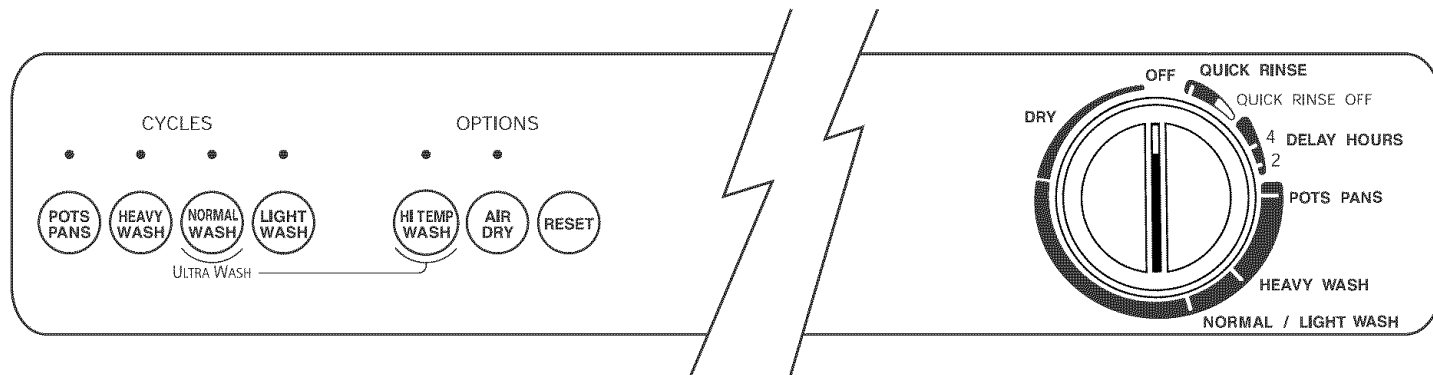 CYCLES
OPTIONS
POTS
PANS
HEAVY
WASH
NORMAL
WASH
LIGHT
WASH
HI TEMP
WASH
AIR
DRY
RESET
ULTRA WASH
OFF
QUICK RINSE
QUICK RINSE OFF
DRY
4 DELAY HOURS
2
POTS PANS
HEAVY WASH
NORMAL / LIGHT WASH